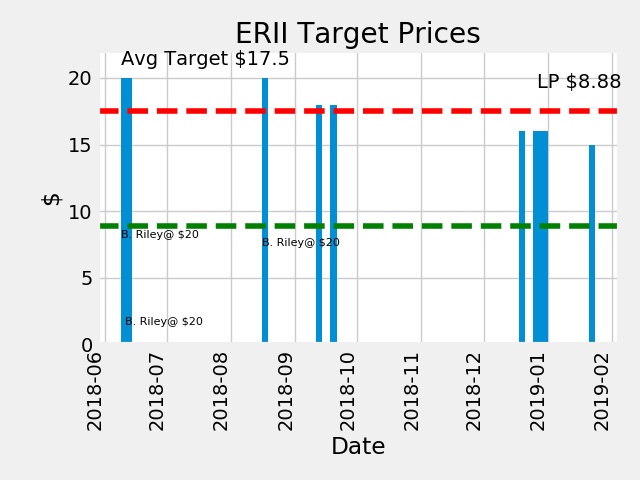 ERII Target Prices
Avg Target $17.5
LP $8.88
20
15
10
5
0
$
B. Riley@ $20
B. Riley@ $20
B. Riley@ $20
2018-06
2018-07
2018-08
2018-09
2018-10
2018-11
2018-12
2019-01
2019-02
Date